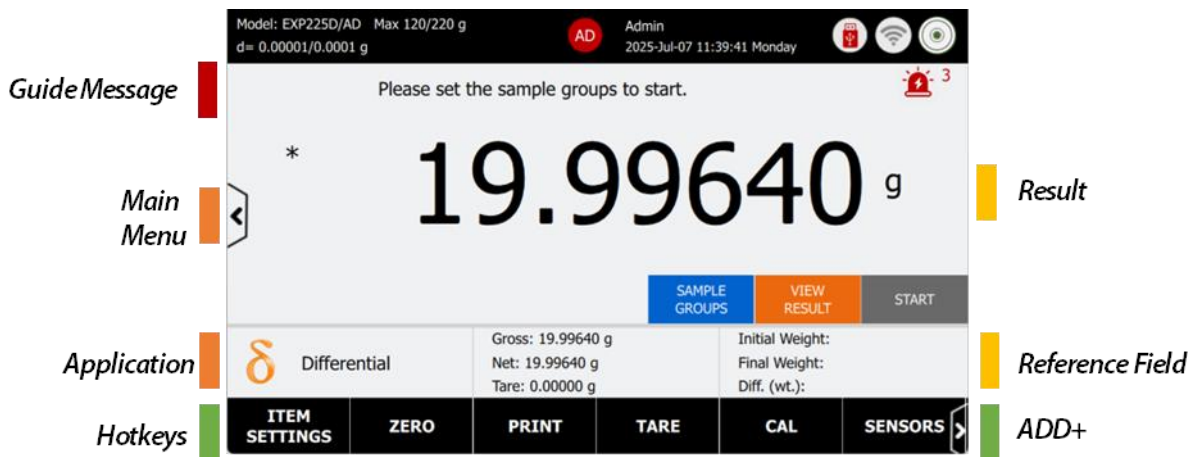 Model: EXP225D/AD Max 120/220 g
d= 0.00001/0.0001 g
AD
Admin
2025-Jul-07 11:39:41 Monday
Guide Message
Please set the sample groups to start.
3
*
19.99640 g
Main
Menu
Result
SAMPLE
GROUPS
VIEW
RESULT
START
Application
δ
Differential
Gross: 19.99640 g
Net: 19.99640 g
Tare: 0.00000 g
Initial Weight:
Final Weight:
Diff. (wt.):
Reference Field
Hotkeys
ITEM
SETTINGS
ZERO
PRINT
TARE
CAL
SENSORS
ADD+